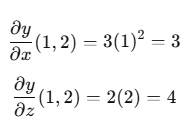 ∂y/∂x (1, 2) = 3(1)² = 3
∂y/∂z (1, 2) = 2(2) = 4